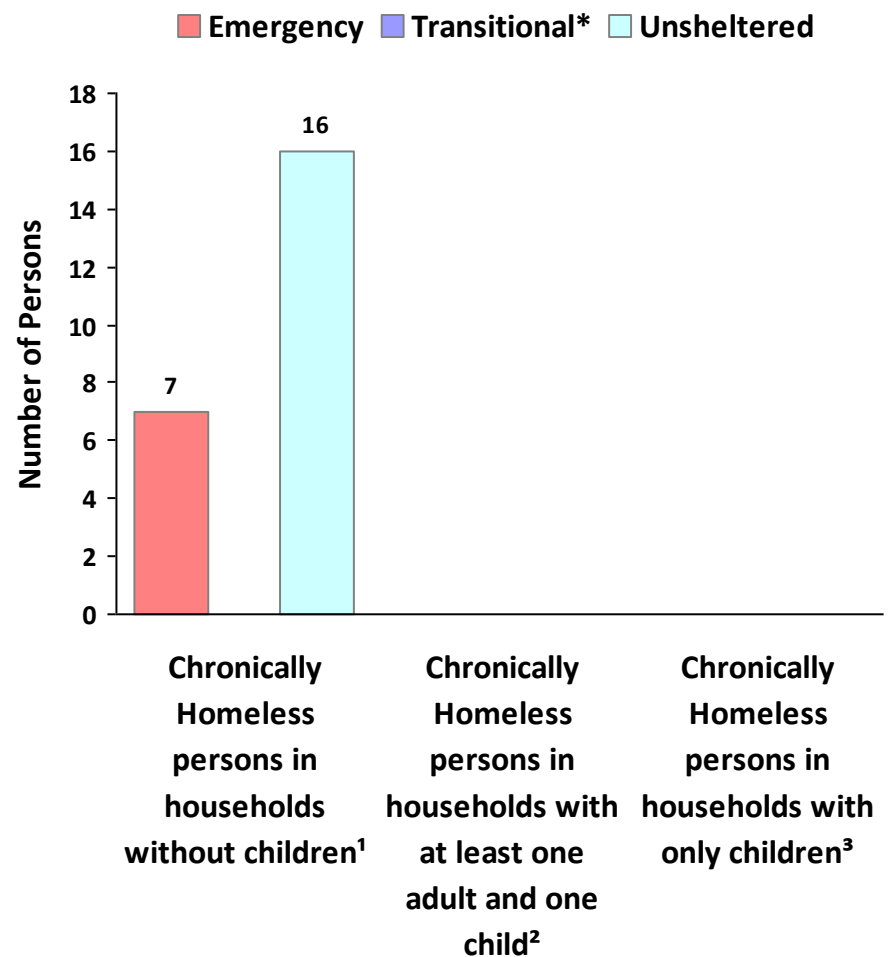 Emergency Transitional* Unsheltered
Number of Persons
18
16
14
12
10
8
6
4
2
0
7
16
Chronically
Homeless
persons in
households
without children¹
Chronically
Homeless
persons in
households with
at least one
adult and one
child²
Chronically
Homeless
persons in
households with
only children³